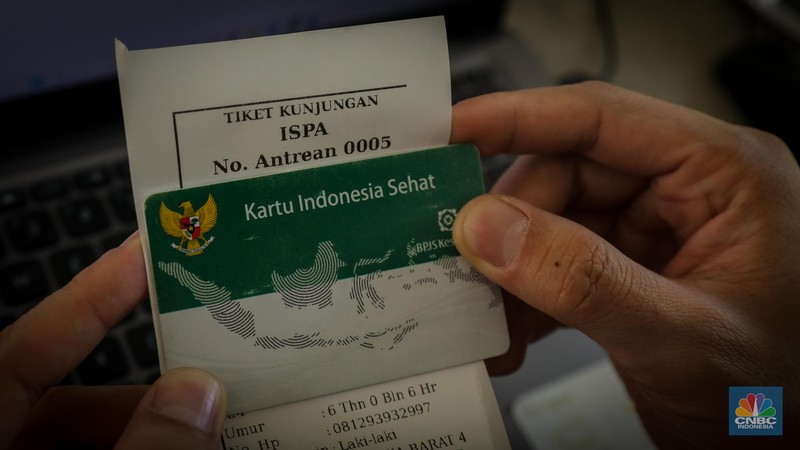 TIKET KUNJUNGAN
ISPA
No. Antrean 0005
Kartu Indonesia Sehat
BPJS Kes
: 6 Thn 0 Bln 6 Hr
Umur : 081293932997
No. Hp : Laki-laki
BARAT 4
CNBC
INDONESIA